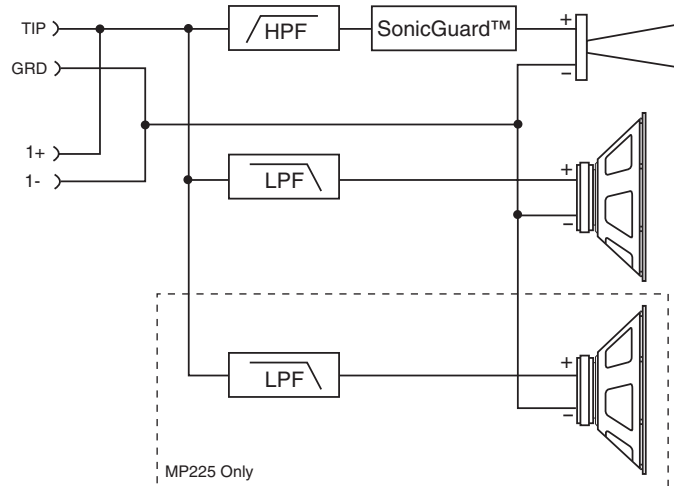 TIP
HPF
SonicGuard™
+
GRD
−
1+
1-
LPF
+
−
LPF
+
−
MP225 Only